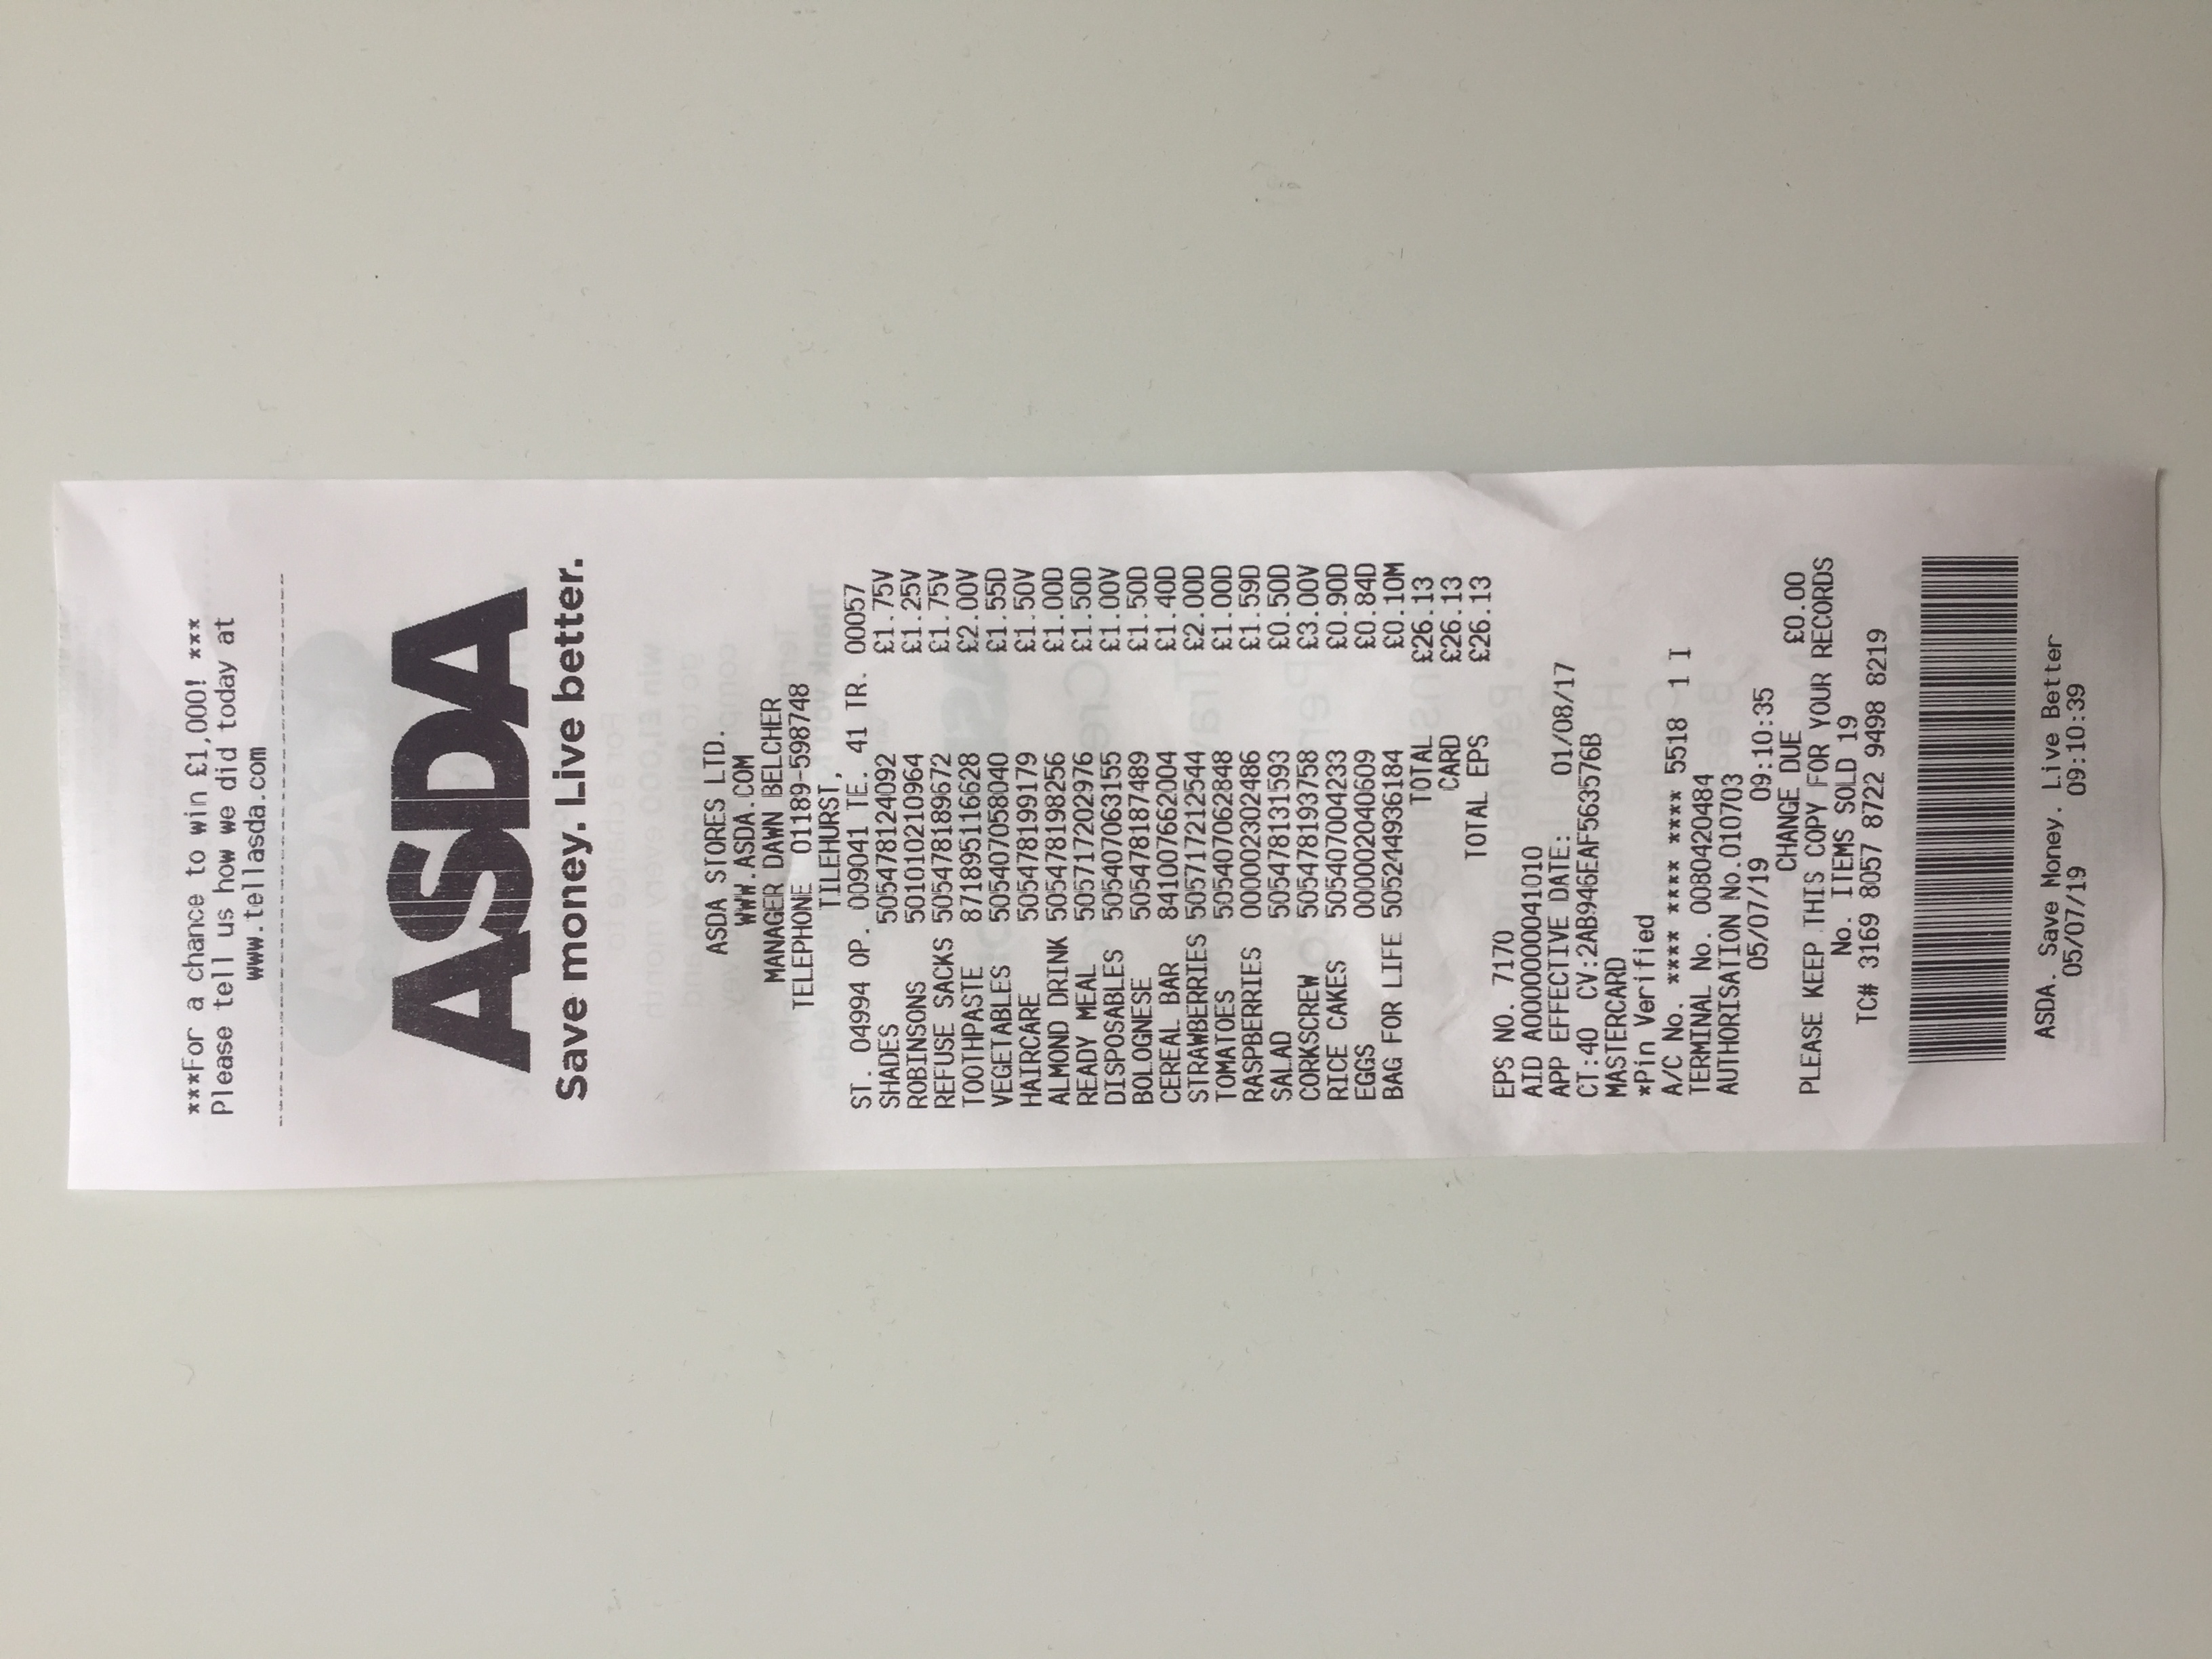 ***For a chance to win £1,000! ***
Please tell us how we did today at
www.tellasda.com
ASDA
Save money. Live better.
ASDA STORES LTD.
WWW.ASDA.COM
MANAGER DAWN BELCHER
TELEPHONE 01189-598748
TILEHURST,
ST. 04994 OP. 009041 TE. 41 TR. 00057
SHADES 505478124092 £1.75V
ROBINSONS 501010210964 £1.25V
REFUSE SACKS 505478189672 £1.75V
TOOTHPASTE 871895116628 £2.00V
VEGETABLES 505407058040 £1.55D
HAIRCARE 505478199179 £1.50V
ALMOND DRINK 505478198256 £1.00D
READY MEAL 505717202976 £1.50D
DISPOSABLES 505407063155 £1.00V
BOLOGNESE 505478187489 £1.50D
CEREAL BAR 841007662004 £1.40D
STRAWBERRIES 505717212544 £2.00D
TOMATOES 505407062848 £1.00D
RASPBERRIES 000002302486 £1.59D
SALAD 505478131593 £0.50D
CORKSCREW 505478193758 £3.00V
RICE CAKES 505407004233 £0.90D
EGGS 000002040609 £0.84D
BAG FOR LIFE 505244936184 £0.10M
TOTAL £26.13
CARD £26.13
TOTAL EPS £26.13
EPS NO. 7170
AID A0000000041010
APP EFFECTIVE DATE: 01/08/17
CT:40 CV:2AB946EAF563576B
MASTERCARD
*Pin Verified
A/C No. **** **** **** 5518 1 I
TERMINAL No. 0080420484
AUTHORISATION No.010703
05/07/19 09:10:35
CHANGE DUE £0.00
PLEASE KEEP THIS COPY FOR YOUR RECORDS
No. ITEMS SOLD 19
TC# 3169 8057 8722 9498 8219
ASDA. Save Money. Live Better
05/07/19 09:10:39